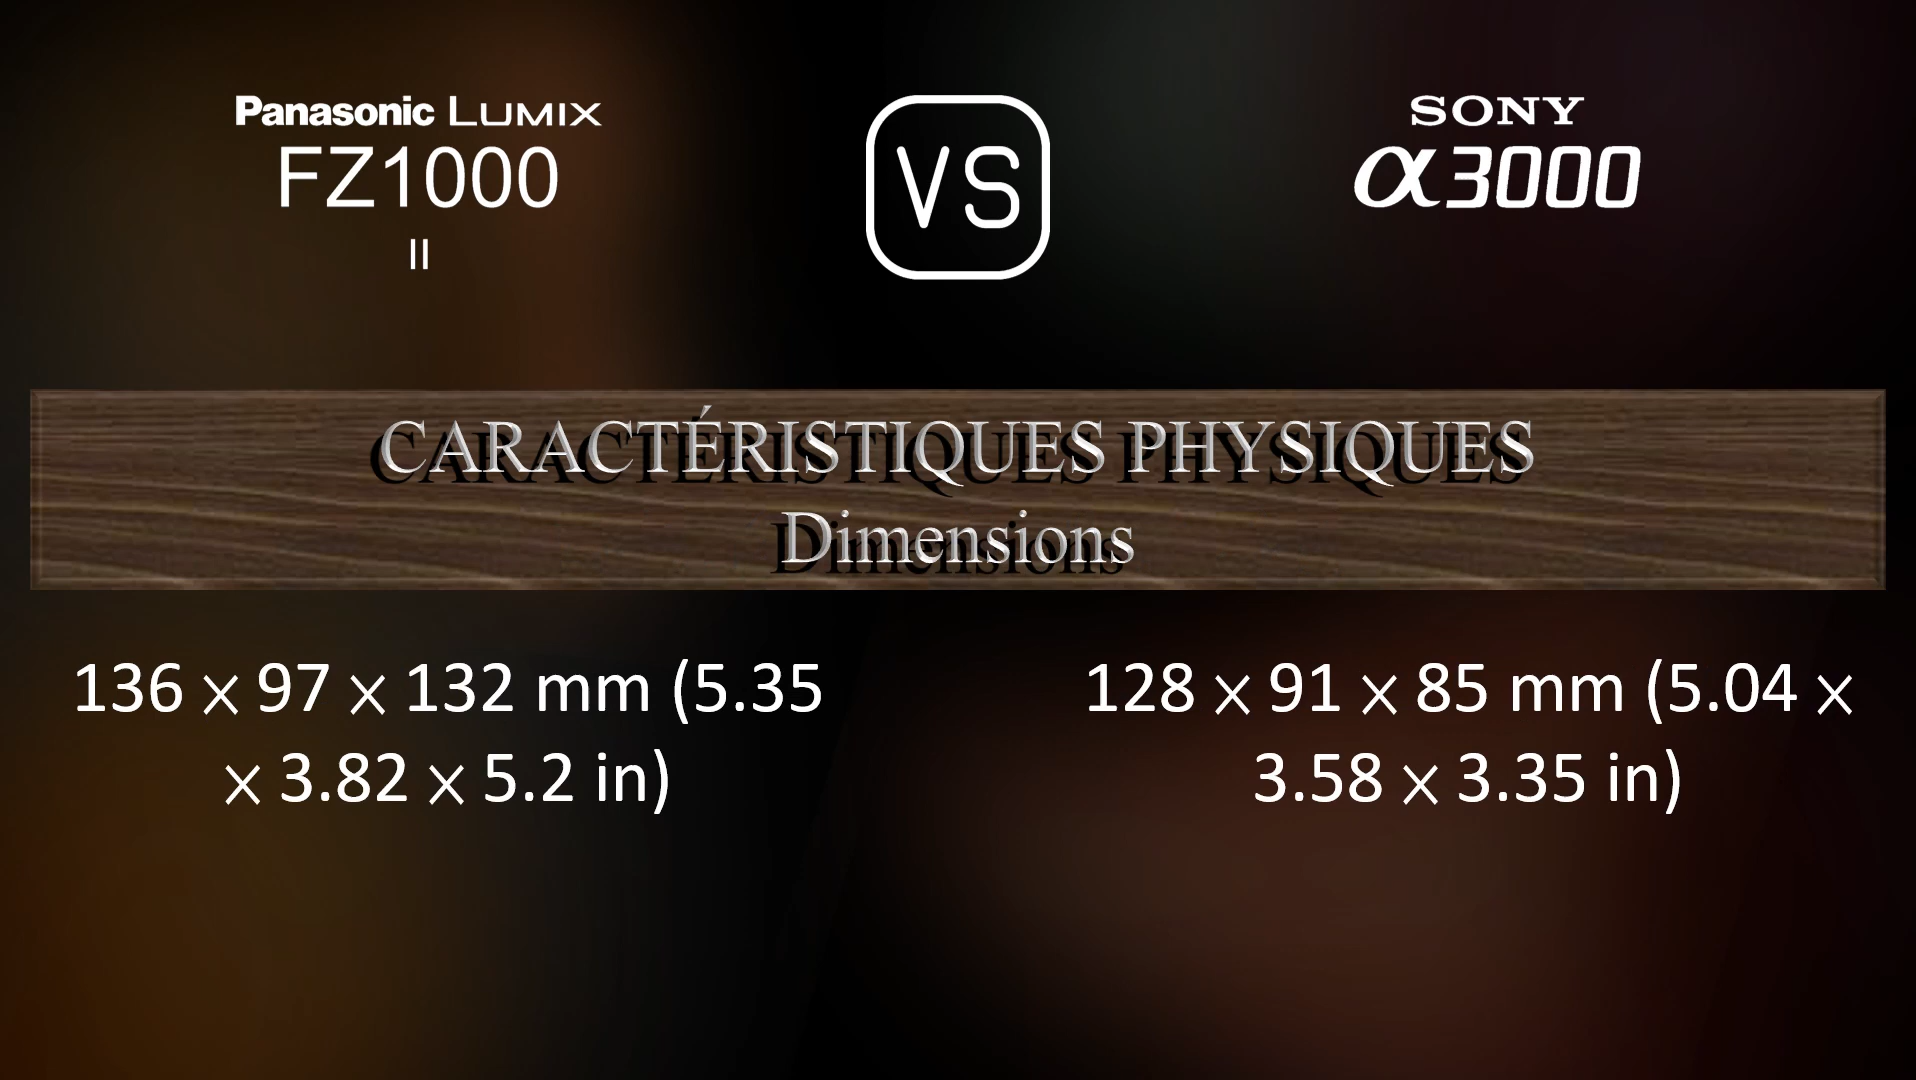 Panasonic LUMIX
FZ1000
II
VS
SONY
α3000
CARACTÉRISTIQUES PHYSIQUES
Dimensions
136 x 97 x 132 mm (5.35
x 3.82 x 5.2 in)
128 x 91 x 85 mm (5.04 x
3.58 x 3.35 in)